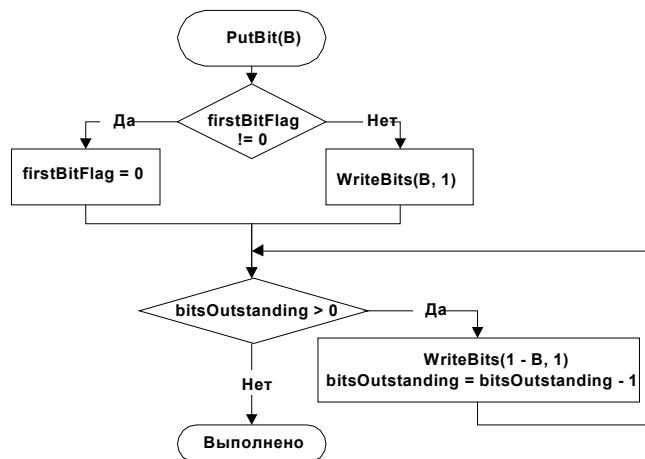 PutBit(B)
firstBitFlag
!= 0
Да
Нет
firstBitFlag = 0
WriteBits(B, 1)
bitsOutstanding > 0
Да
WriteBits(1 - B, 1)
bitsOutstanding = bitsOutstanding - 1
Нет
Выполнено